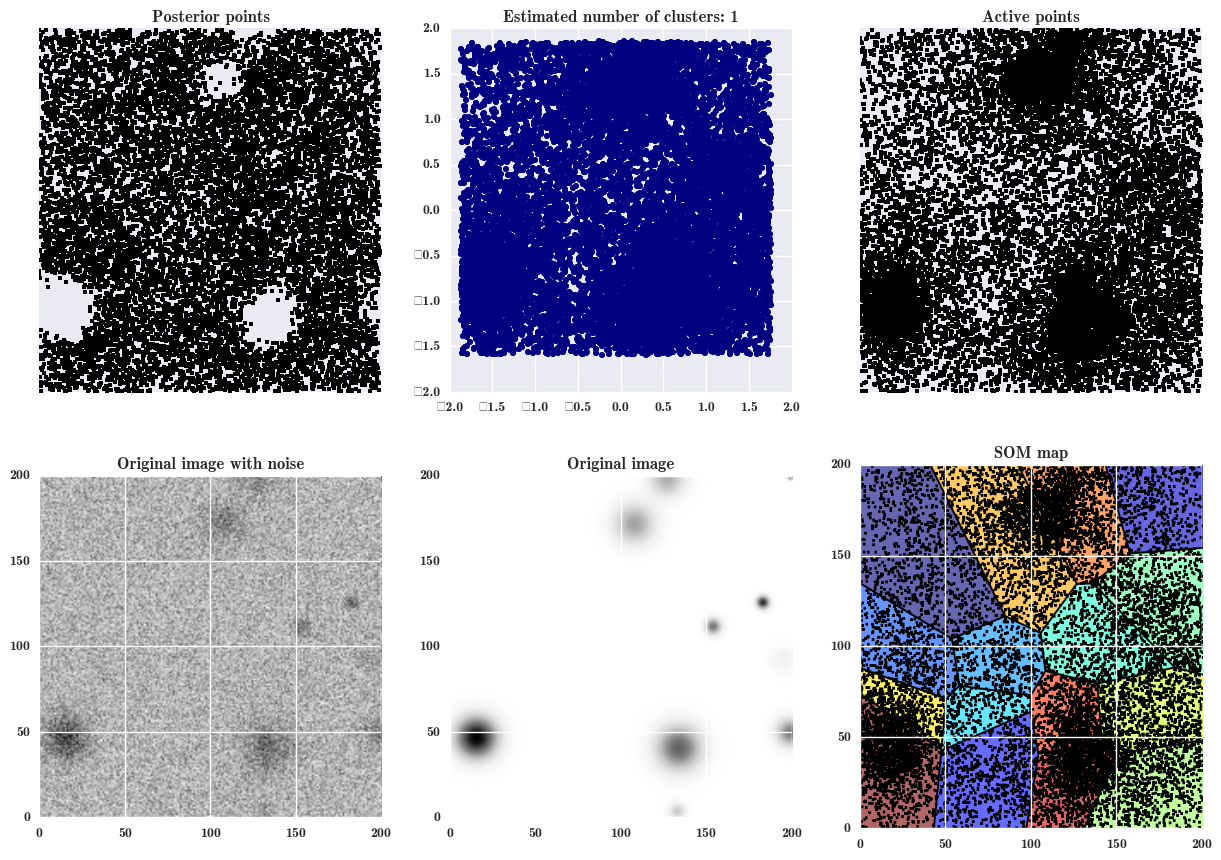 Posterior points
Estimated number of clusters: 1
Active points
2.0
1.5
1.0
0.5
0.0
□0.5
□1.0
□1.5
□2.0
□2.0 □1.5 □1.0 □0.5 0.0 0.5 1.0 1.5 2.0
Original image with noise
Original image
SOM map
200
150
100
50
0
0 50 100 150 200
200
150
100
50
0
0 50 100 150 200
200
150
100
50
0
0 50 100 150 200